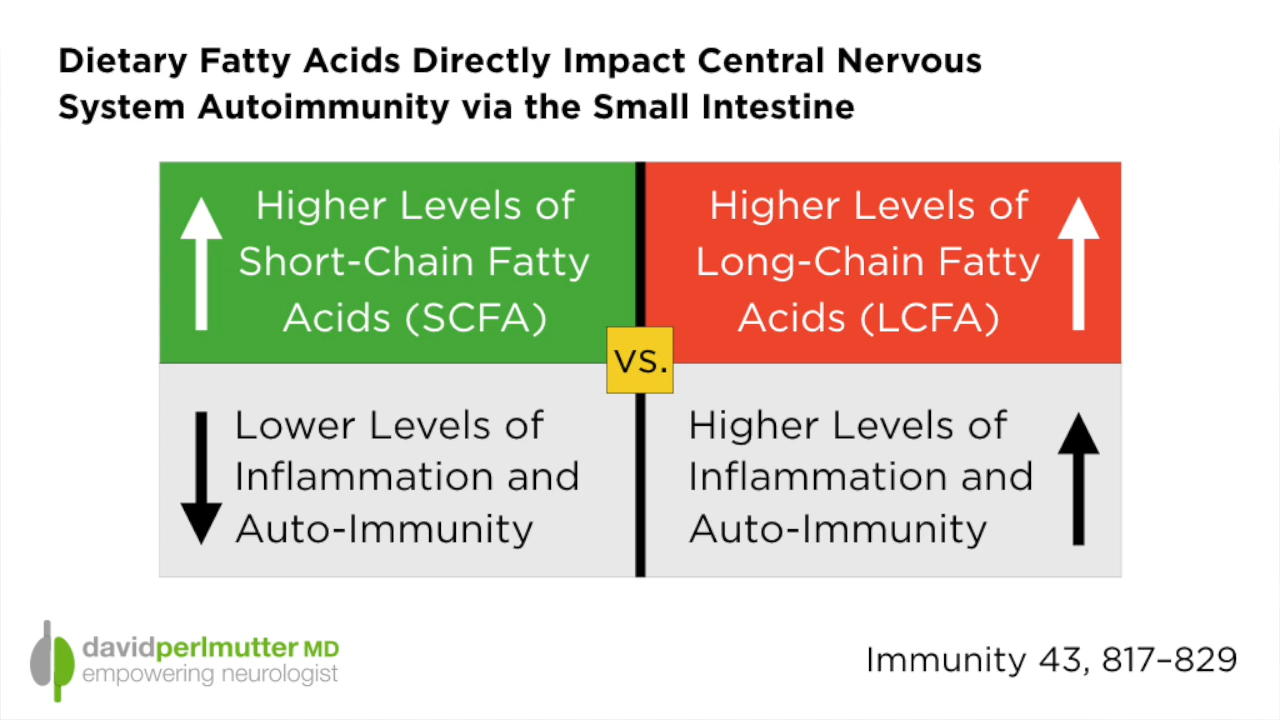 Dietary Fatty Acids Directly Impact Central Nervous
System Autoimmunity via the Small Intestine
Higher Levels of
Short-Chain Fatty
Acids (SCFA)
vs.
Higher Levels of
Long-Chain Fatty
Acids (LCFA)
Lower Levels of
Inflammation and
Auto-Immunity
Higher Levels of
Inflammation and
Auto-Immunity
davidperlmutter MD
empowering neurologist
Immunity 43, 817–829